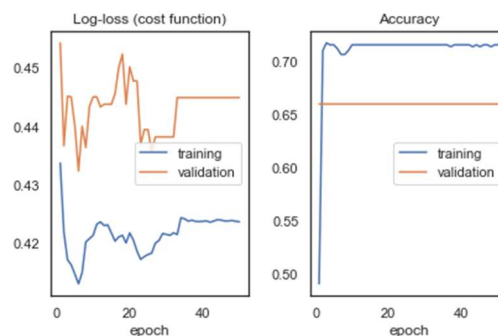 Log-loss (cost function)
0.45
0.44
0.43
0.42
training
validation
0
20
40
epoch
Accuracy
0.70
0.65
0.60
0.55
0.50
training
validation
0
20
40
epoch